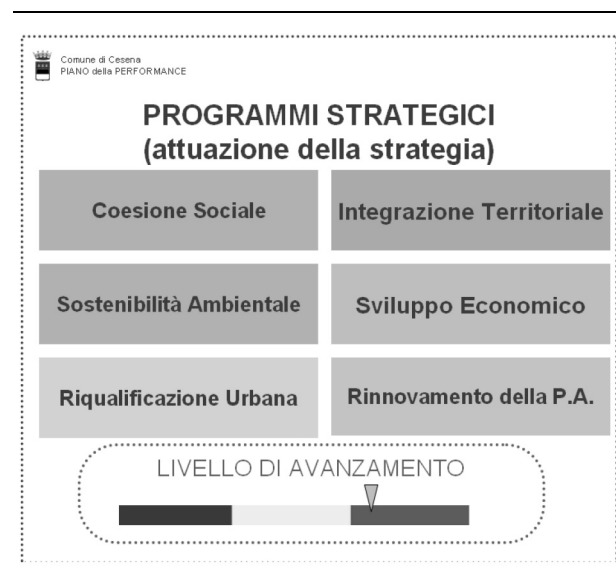 Comune di Cesena
PIANO della PERFORMANCE
PROGRAMMI STRATEGICI
(attuazione della strategia)
Coesione Sociale
Integrazione Territoriale
Sostenibilità Ambientale
Sviluppo Economico
Riqualificazione Urbana
Rinnovamento della P.A.
LIVELLO DI AVANZAMENTO